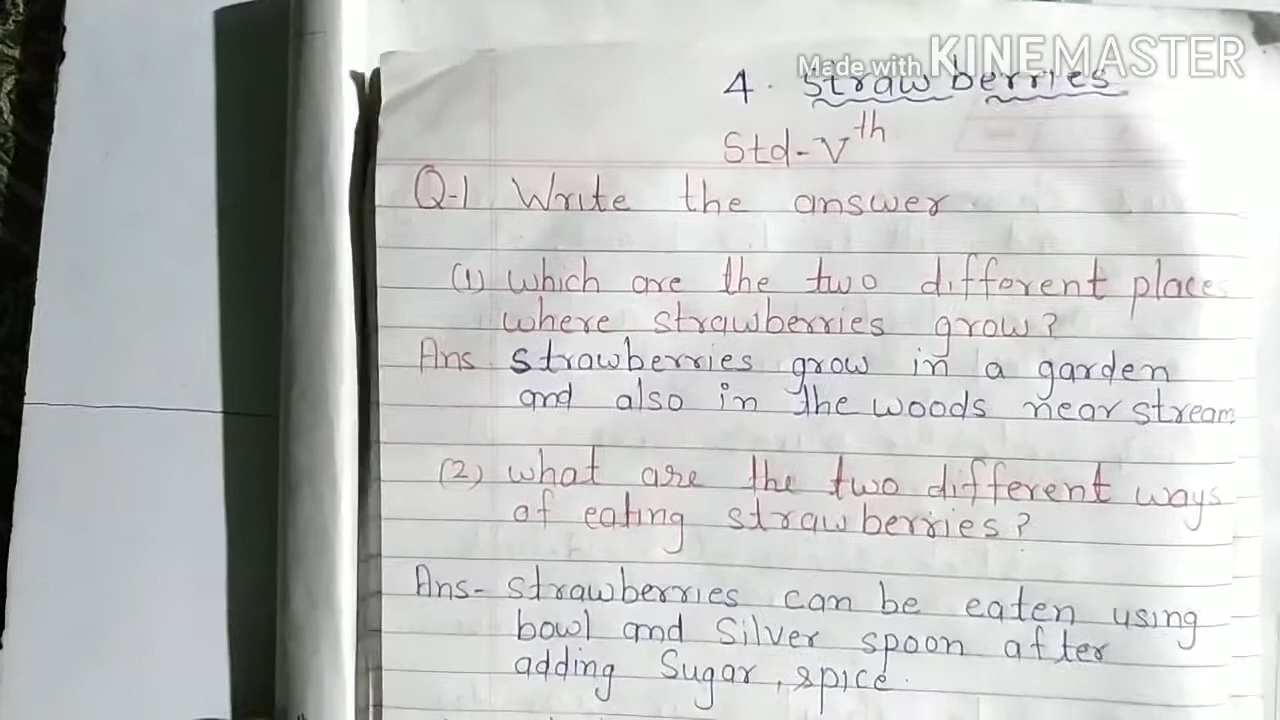 Made with KINEMASTER
4. Strawberries
Std-Vth
Q-1 Write the answer.
(1) which are the two different places
where strawberries grow?
Ans. strawberries grow in a garden
and also in the woods near stream
(2) what are the two different ways
of eating strawberries?
Ans- strawberries can be eaten using
bowl and silver spoon after
adding Sugar, spice.